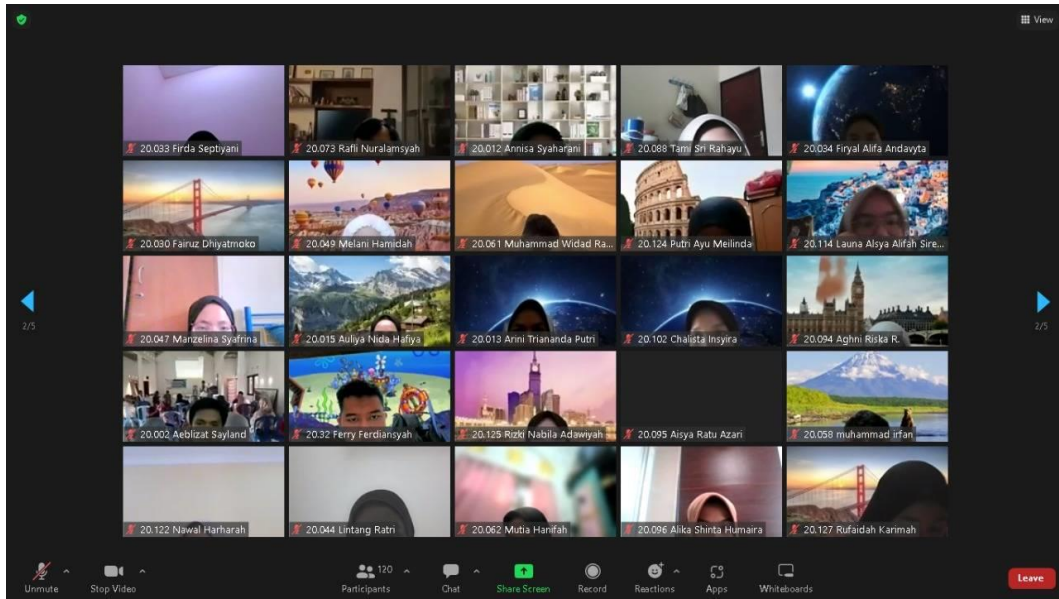 View
20.033 Firda Septiyani
20.073 Rafli Nuralamsyah
20.012 Annisa Syaharani
20.088 Tami Sri Rahayu
20.034 Firyal Alifa Andavyta
20.030 Fairuz Dhiyatmoko
20.049 Melani Hamidah
20.061 Muhammad Widad Ra...
20.124 Putri Ayu Meilinda
20.114 Launa Alsya Alifah Sire...
2/5
20.047 Manzelina Syafrina
20.015 Auliya Nida Hafiya
20.013 Arini Triananda Putri
20.102 Chalista Insyira
20.094 Aghni Riska R.
2/5
20.002 Aeblizat Sayland
20.32 Ferry Ferdiansyah
20.125 Rizki Nabila Adawiyah
20.095 Aisya Ratu Azari
20.058 muhammad irfan
20.122 Nawal Harharah
20.044 Lintang Ratri
20.062 Mutia Hanifah
20.096 Alika Shinta Humaira
20.127 Rufaidah Karimah
Unmute
Stop Video
120
Participants
Chat
Share Screen
Record
Reactions
Apps
Whiteboards
Leave